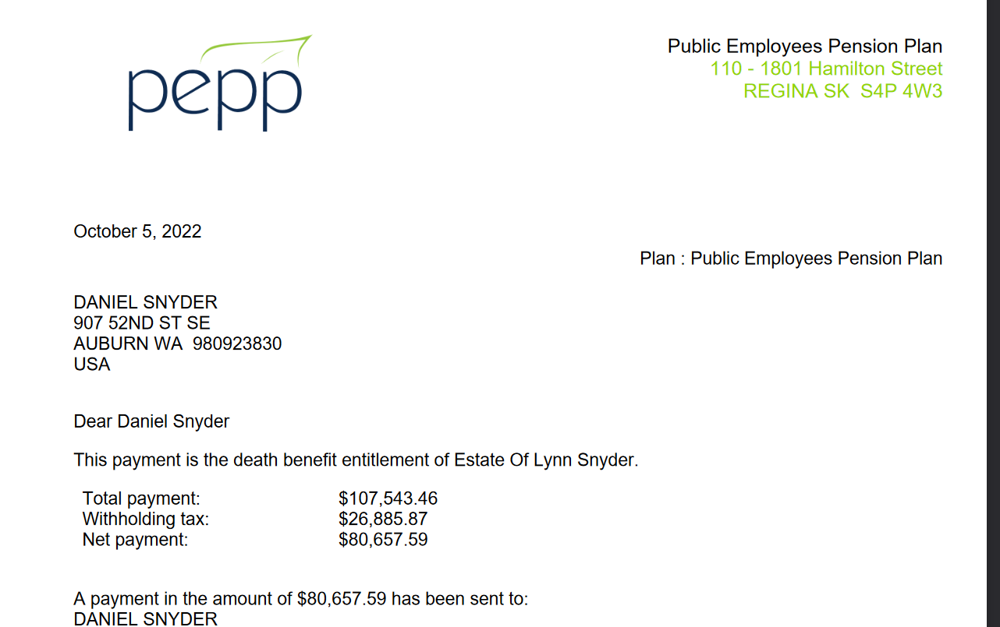 pepp
Public Employees Pension Plan
110 - 1801 Hamilton Street
REGINA SK  S4P 4W3
October 5, 2022
Plan : Public Employees Pension Plan
DANIEL SNYDER
907 52ND ST SE
AUBURN WA  980923830
USA
Dear Daniel Snyder
This payment is the death benefit entitlement of Estate Of Lynn Snyder.
Total payment: $107,543.46
Withholding tax: $26,885.87
Net payment: $80,657.59
A payment in the amount of $80,657.59 has been sent to:
DANIEL SNYDER